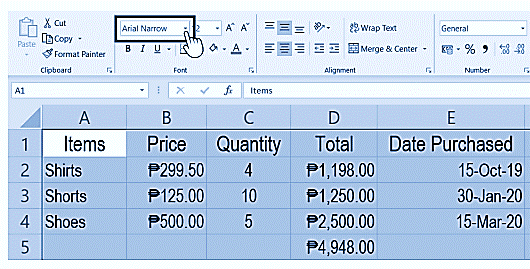 Cut
Copy
Format Painter
Paste
Clipboard
Arial Narrow
B I U A
Font
Wrap Text
Merge & Center
Alignment
General
% 9
Number
A1 fx Items
A B C D E
1 Items Price Quantity Total Date Purchased
2 Shirts ₱299.50 4 ₱1,198.00 15-Oct-19
3 Shorts ₱125.00 10 ₱1,250.00 30-Jan-20
4 Shoes ₱500.00 5 ₱2,500.00 15-Mar-20
5 ₱4,948.00